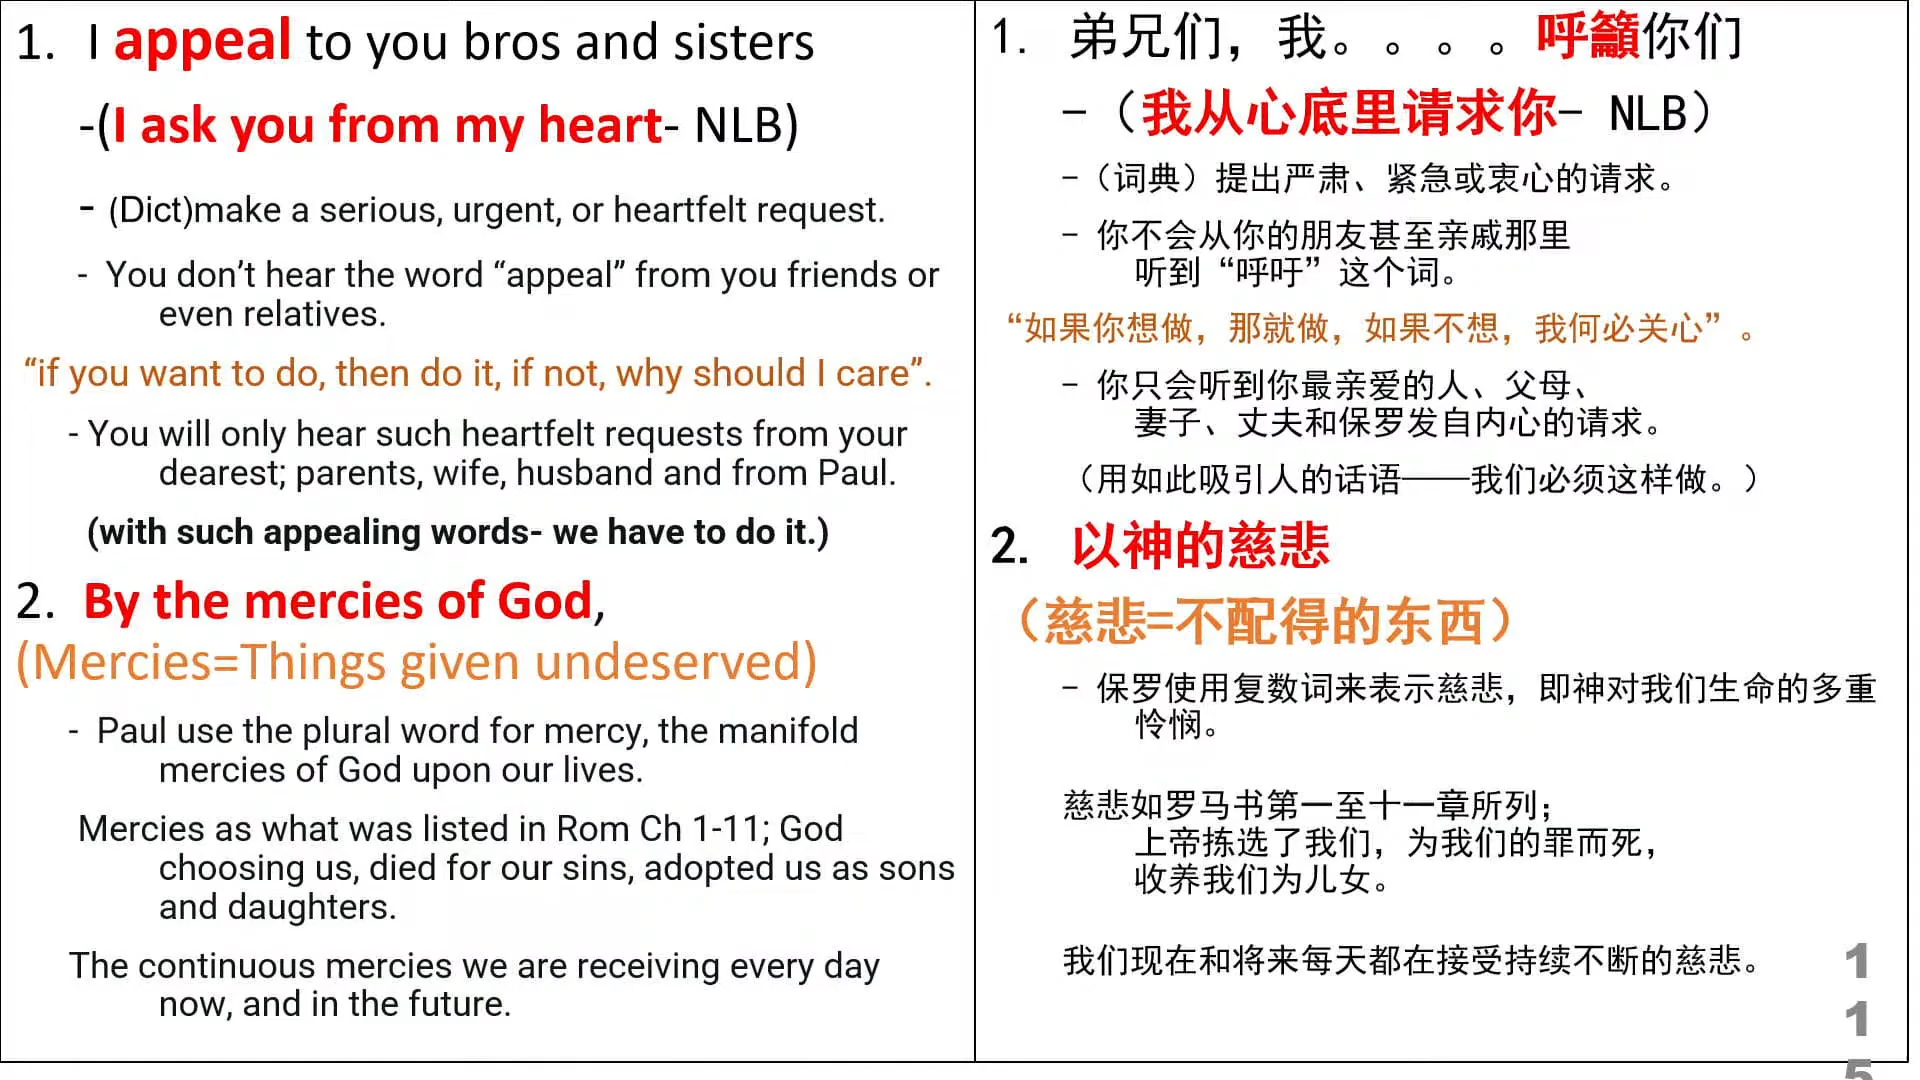 1. I appeal to you bros and sisters
-(I ask you from my heart- NLB)
- (Dict)make a serious, urgent, or heartfelt request.
- You don’t hear the word “appeal” from you friends or
even relatives.
“if you want to do, then do it, if not, why should I care”.
- You will only hear such heartfelt requests from your
dearest; parents, wife, husband and from Paul.
(with such appealing words- we have to do it.)
2. By the mercies of God,
(Mercies=Things given undeserved)
- Paul use the plural word for mercy, the manifold
mercies of God upon our lives.
Mercies as what was listed in Rom Ch 1-11; God
choosing us, died for our sins, adopted us as sons
and daughters.
The continuous mercies we are receiving every day
now, and in the future.
1. 弟兄们，我。。。。呼籲你们
-（我从心底里请求你- NLB）
-（词典）提出严肃、紧急或衷心的请求。
- 你不会从你的朋友甚至亲戚那里
听到“呼吁”这个词。
“如果你想做，那就做，如果不想，我何必关心”。
- 你只会听到你最亲爱的人、父母、
妻子、丈夫和保罗发自内心的请求。
（用如此吸引人的话语——我们必须这样做。）
2. 以神的慈悲
（慈悲=不配得的东西）
- 保罗使用复数词来表示慈悲，即神对我们生命的多重
怜悯。
慈悲如罗马书第一至十一章所列；
上帝拣选了我们，为我们的罪而死，
收养我们为儿女。
我们现在和将来每天都在接受持续不断的慈悲。
1
1
5